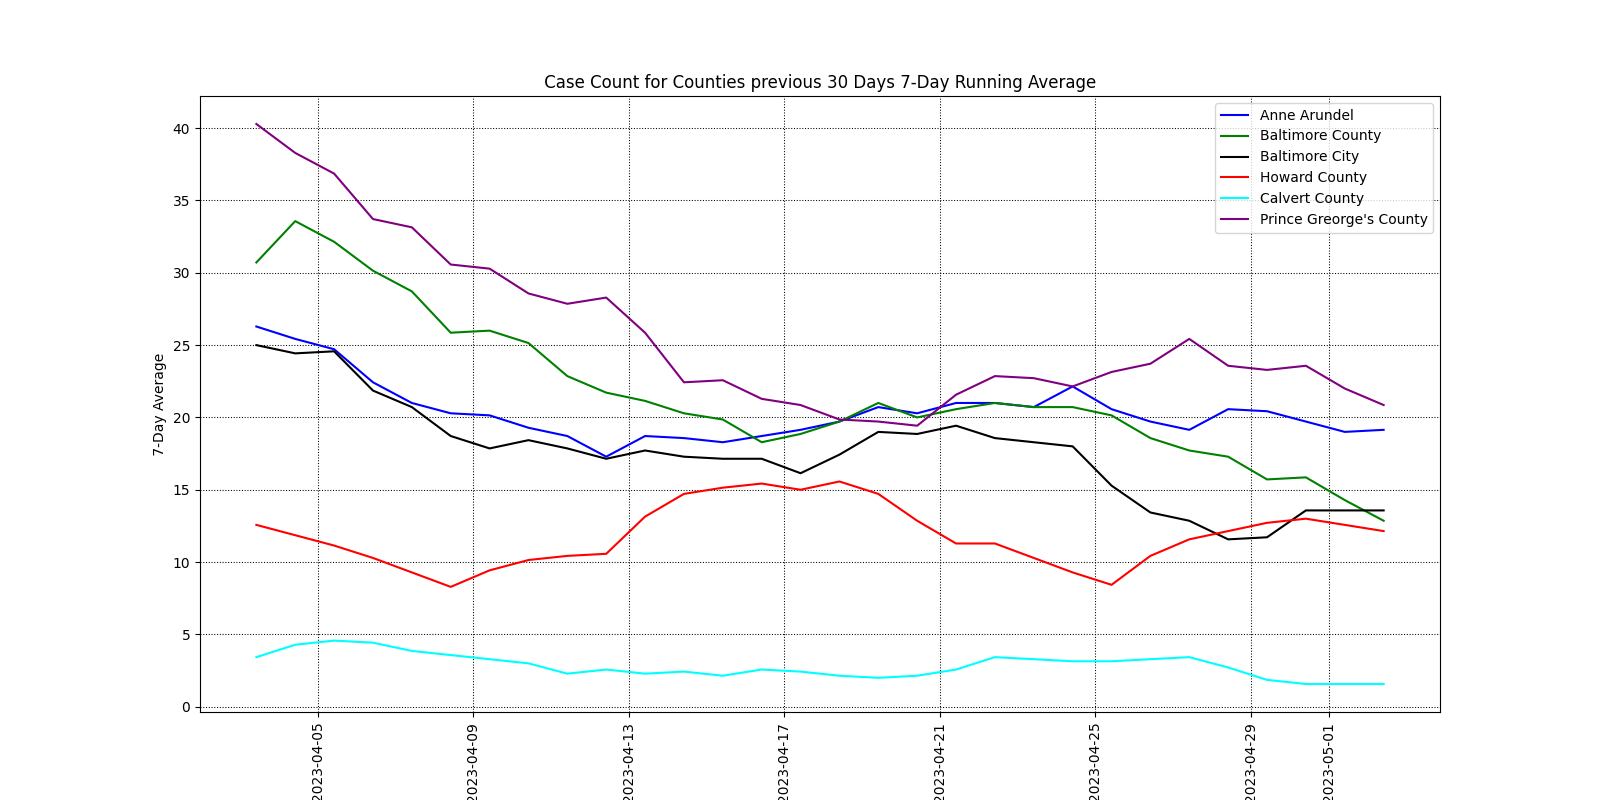 Case Count for Counties previous 30 Days 7-Day Running Average
Anne Arundel
Baltimore County
Baltimore City
Howard County
Calvert County
Prince Greorge's County
7-Day Average
40
35
30
25
20
15
10
5
0
2023-04-05
2023-04-09
2023-04-13
2023-04-17
2023-04-21
2023-04-25
2023-04-29
2023-05-01